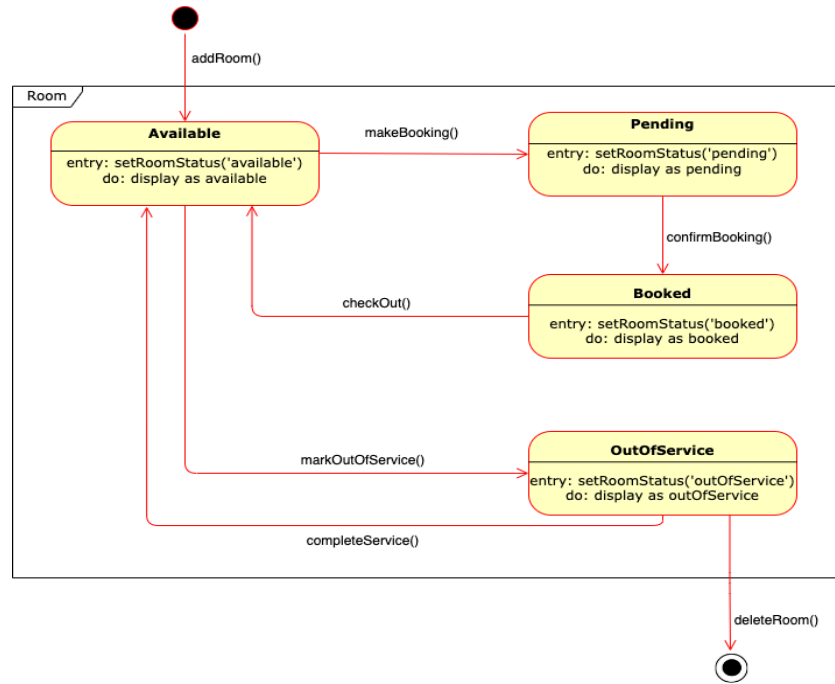 addRoom()
Room
Available
entry: setRoomStatus('available')
do: display as available
makeBooking()
Pending
entry: setRoomStatus('pending')
do: display as pending
confirmBooking()
Booked
entry: setRoomStatus('booked')
do: display as booked
checkOut()
markOutOfService()
OutOfService
entry: setRoomStatus('outOfService')
do: display as outOfService
completeService()
deleteRoom()